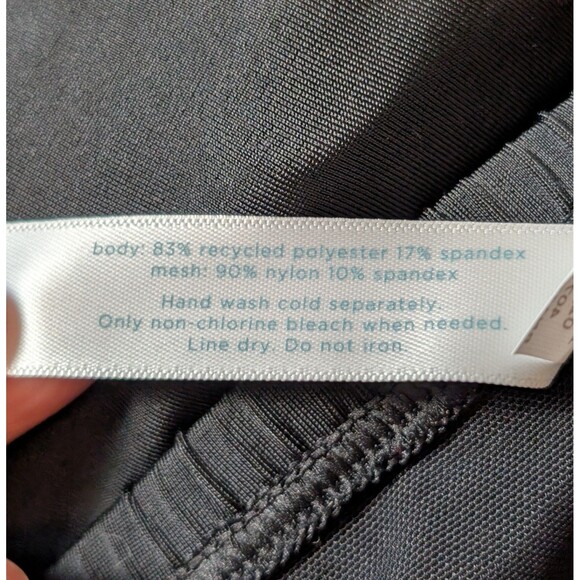 body: 83% recycled polyester 17% spandex
mesh: 90% nylon 10% spandex
Hand wash cold separately.
Only non-chlorine bleach when needed.
Line dry. Do not iron.